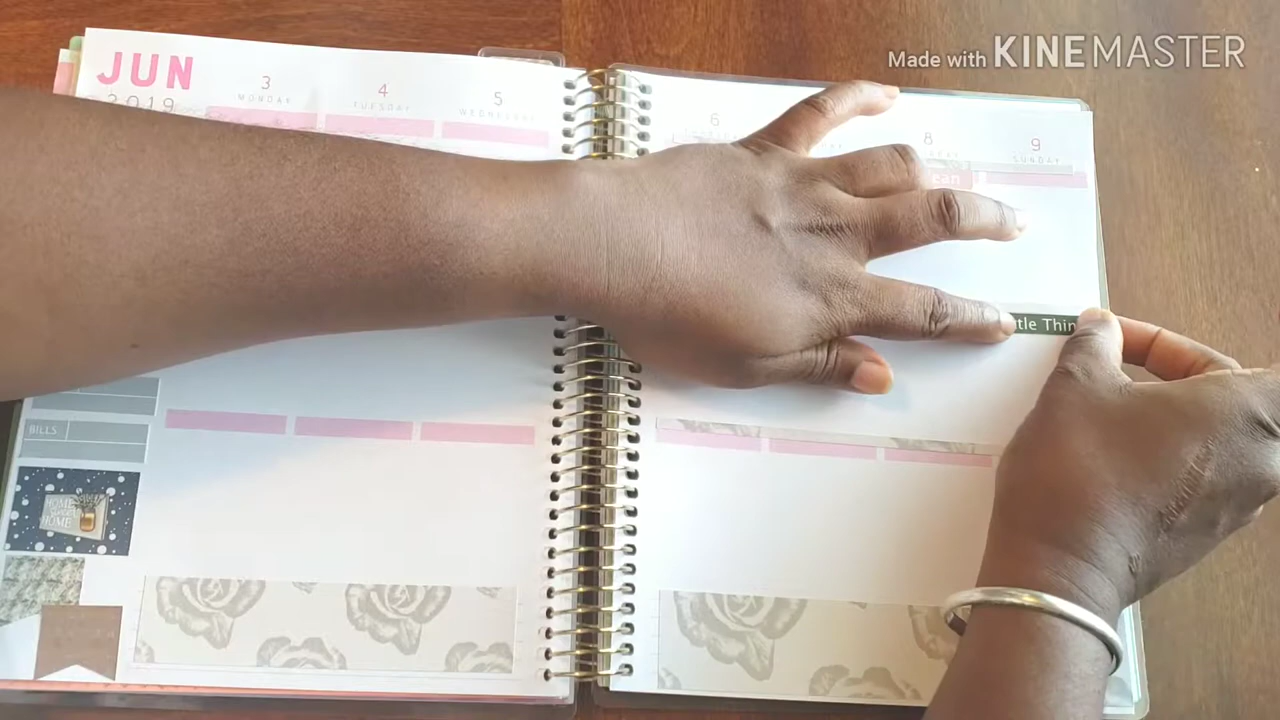 Made with KINEMASTER
JUN
2019
3
MONDAY
4
TUESDAY
5
WEDNESDAY
6
8
9
SUNDAY
ean
ttle Thin
BILLS
HOME
HOME